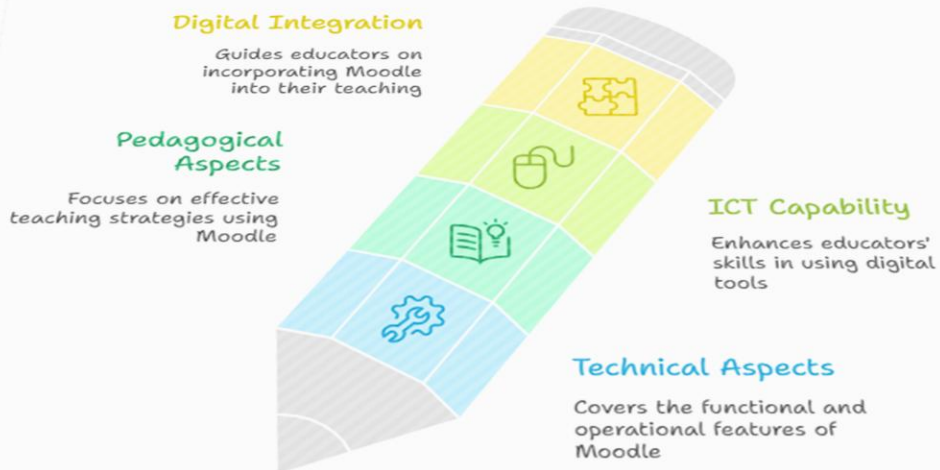 Digital Integration
Guides educators on
incorporating Moodle
into their teaching
Pedagogical
Aspects
Focuses on effective
teaching strategies using
Moodle
ICT Capability
Enhances educators'
skills in using digital
tools
Technical Aspects
Covers the functional and
operational features of
Moodle